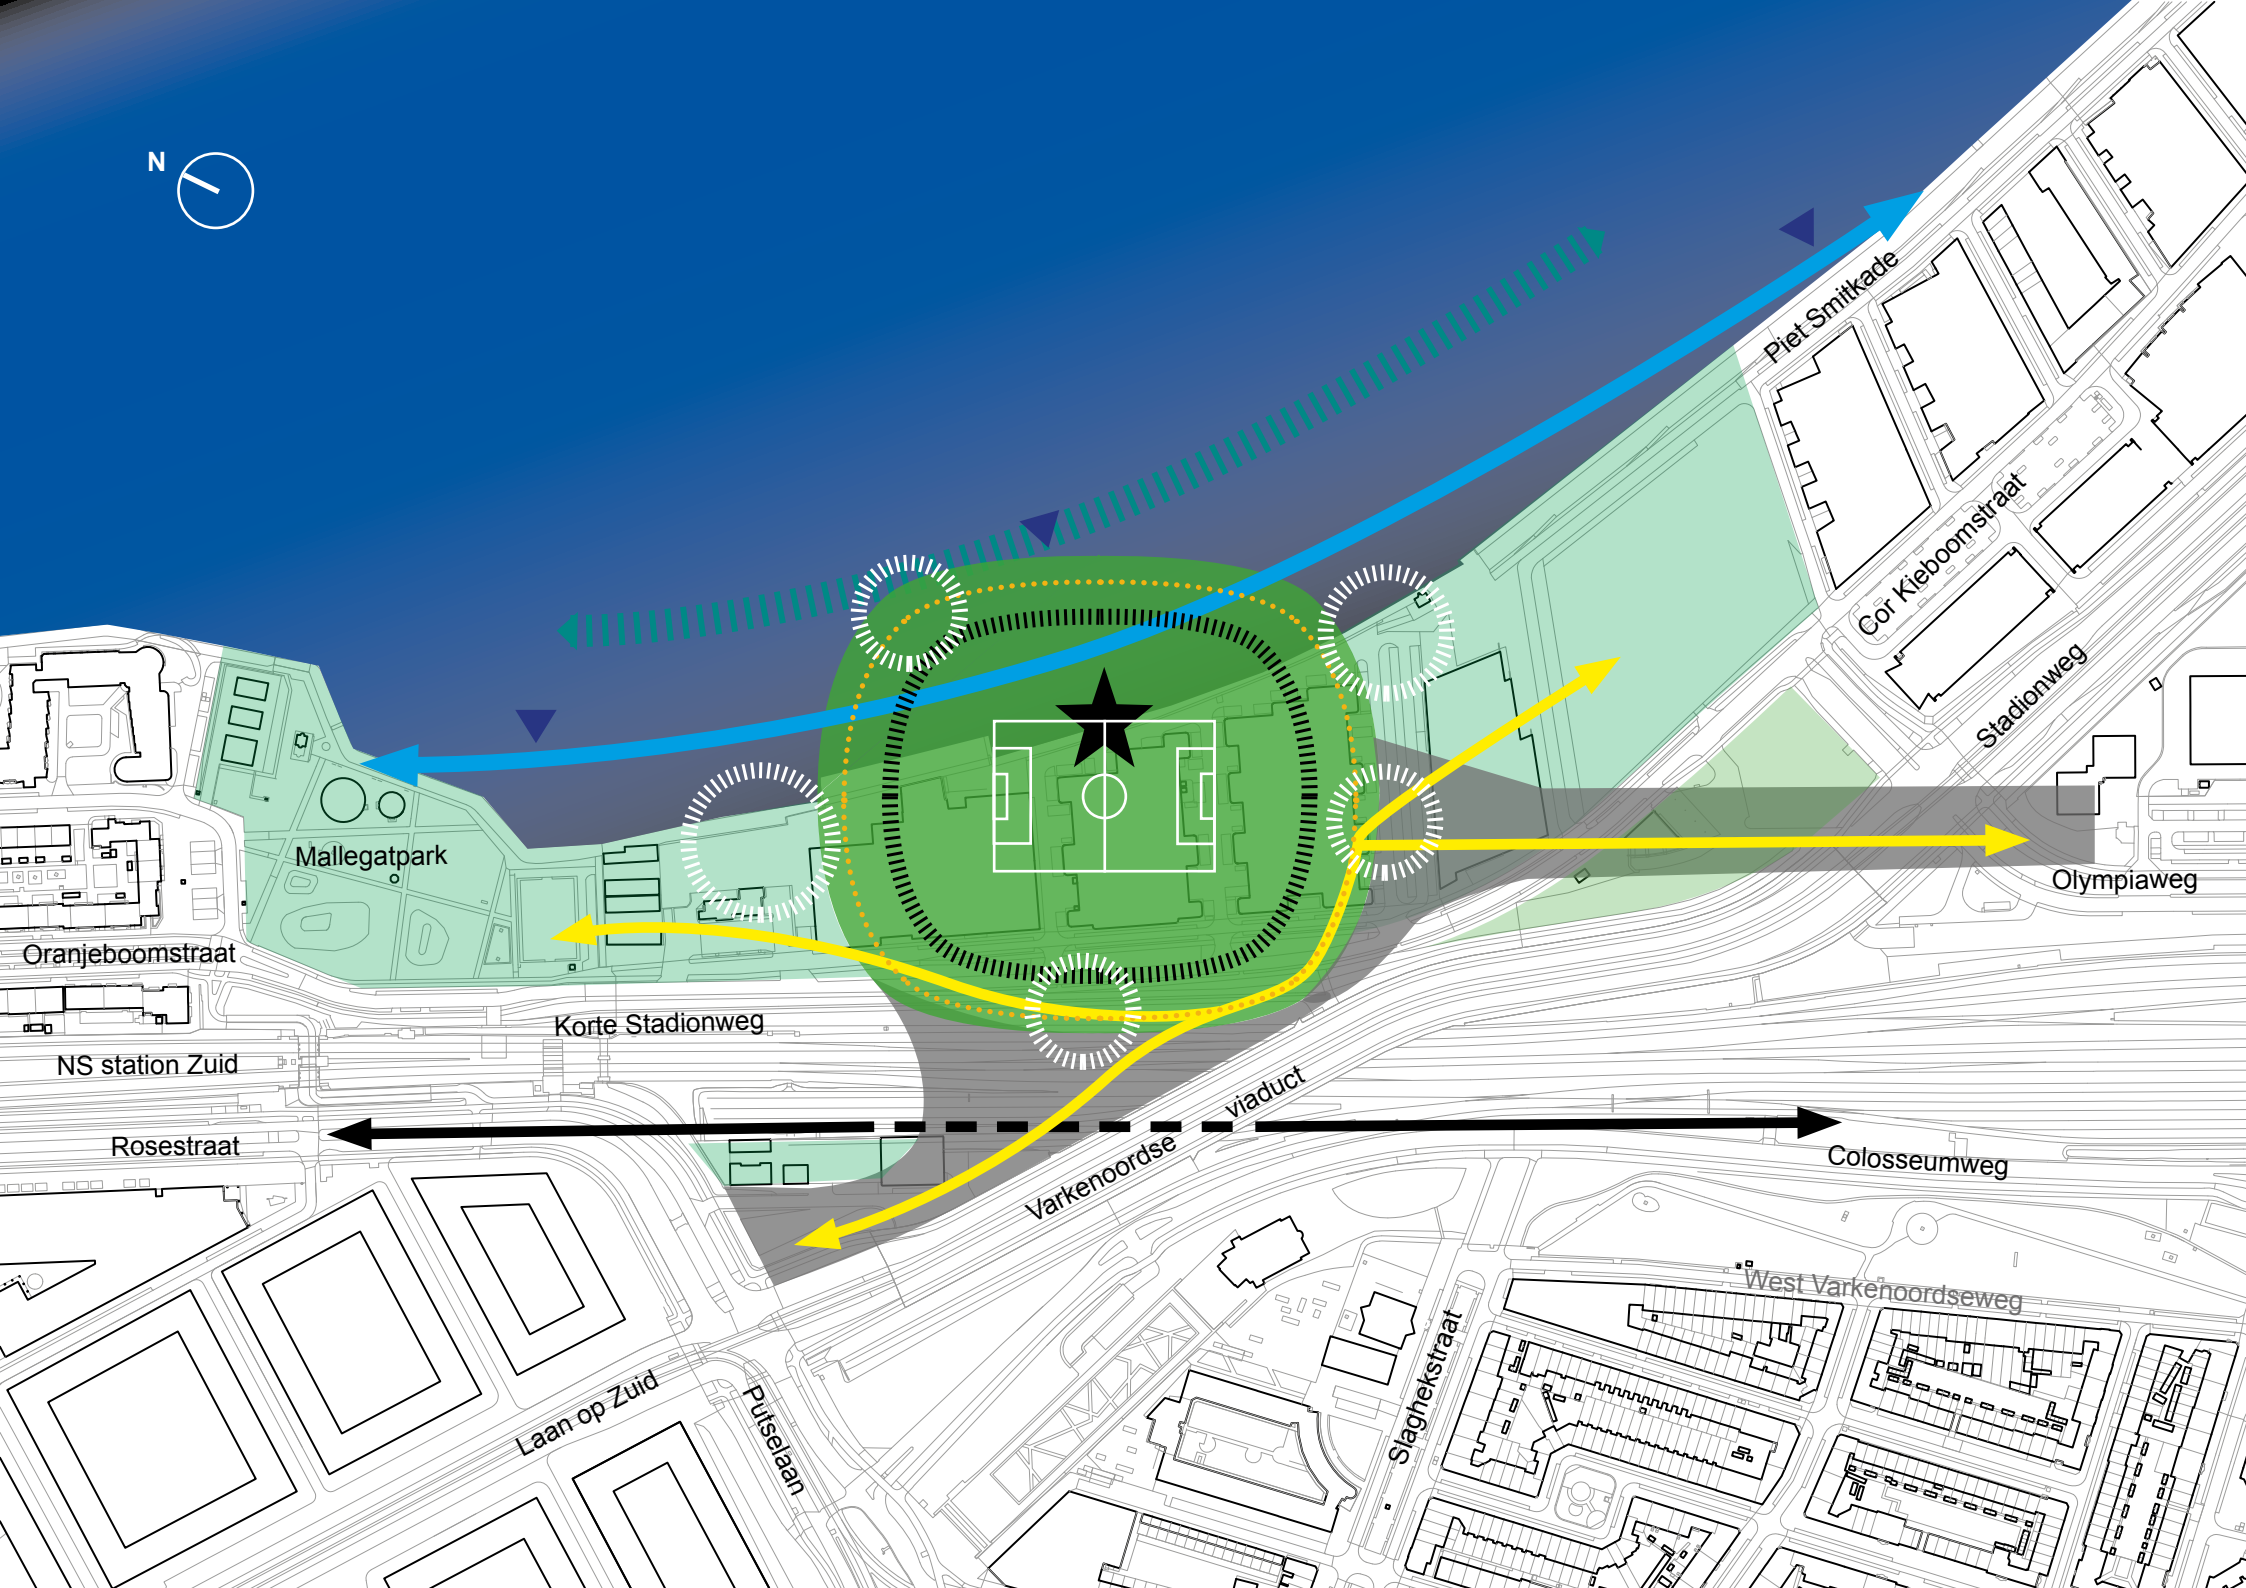 N
Piet Smitkade
Cor Kieboomstraat
Stadionweg
Mallegatpark
Olympiaweg
Oranjeboomstraat
Korte Stadionweg
NS station Zuid
viaduct
Rosestraat
Varkenoordse
Colosseumweg
West Varkenoordseweg
Slaghekstraat
Laan op Zuid
Putselaan